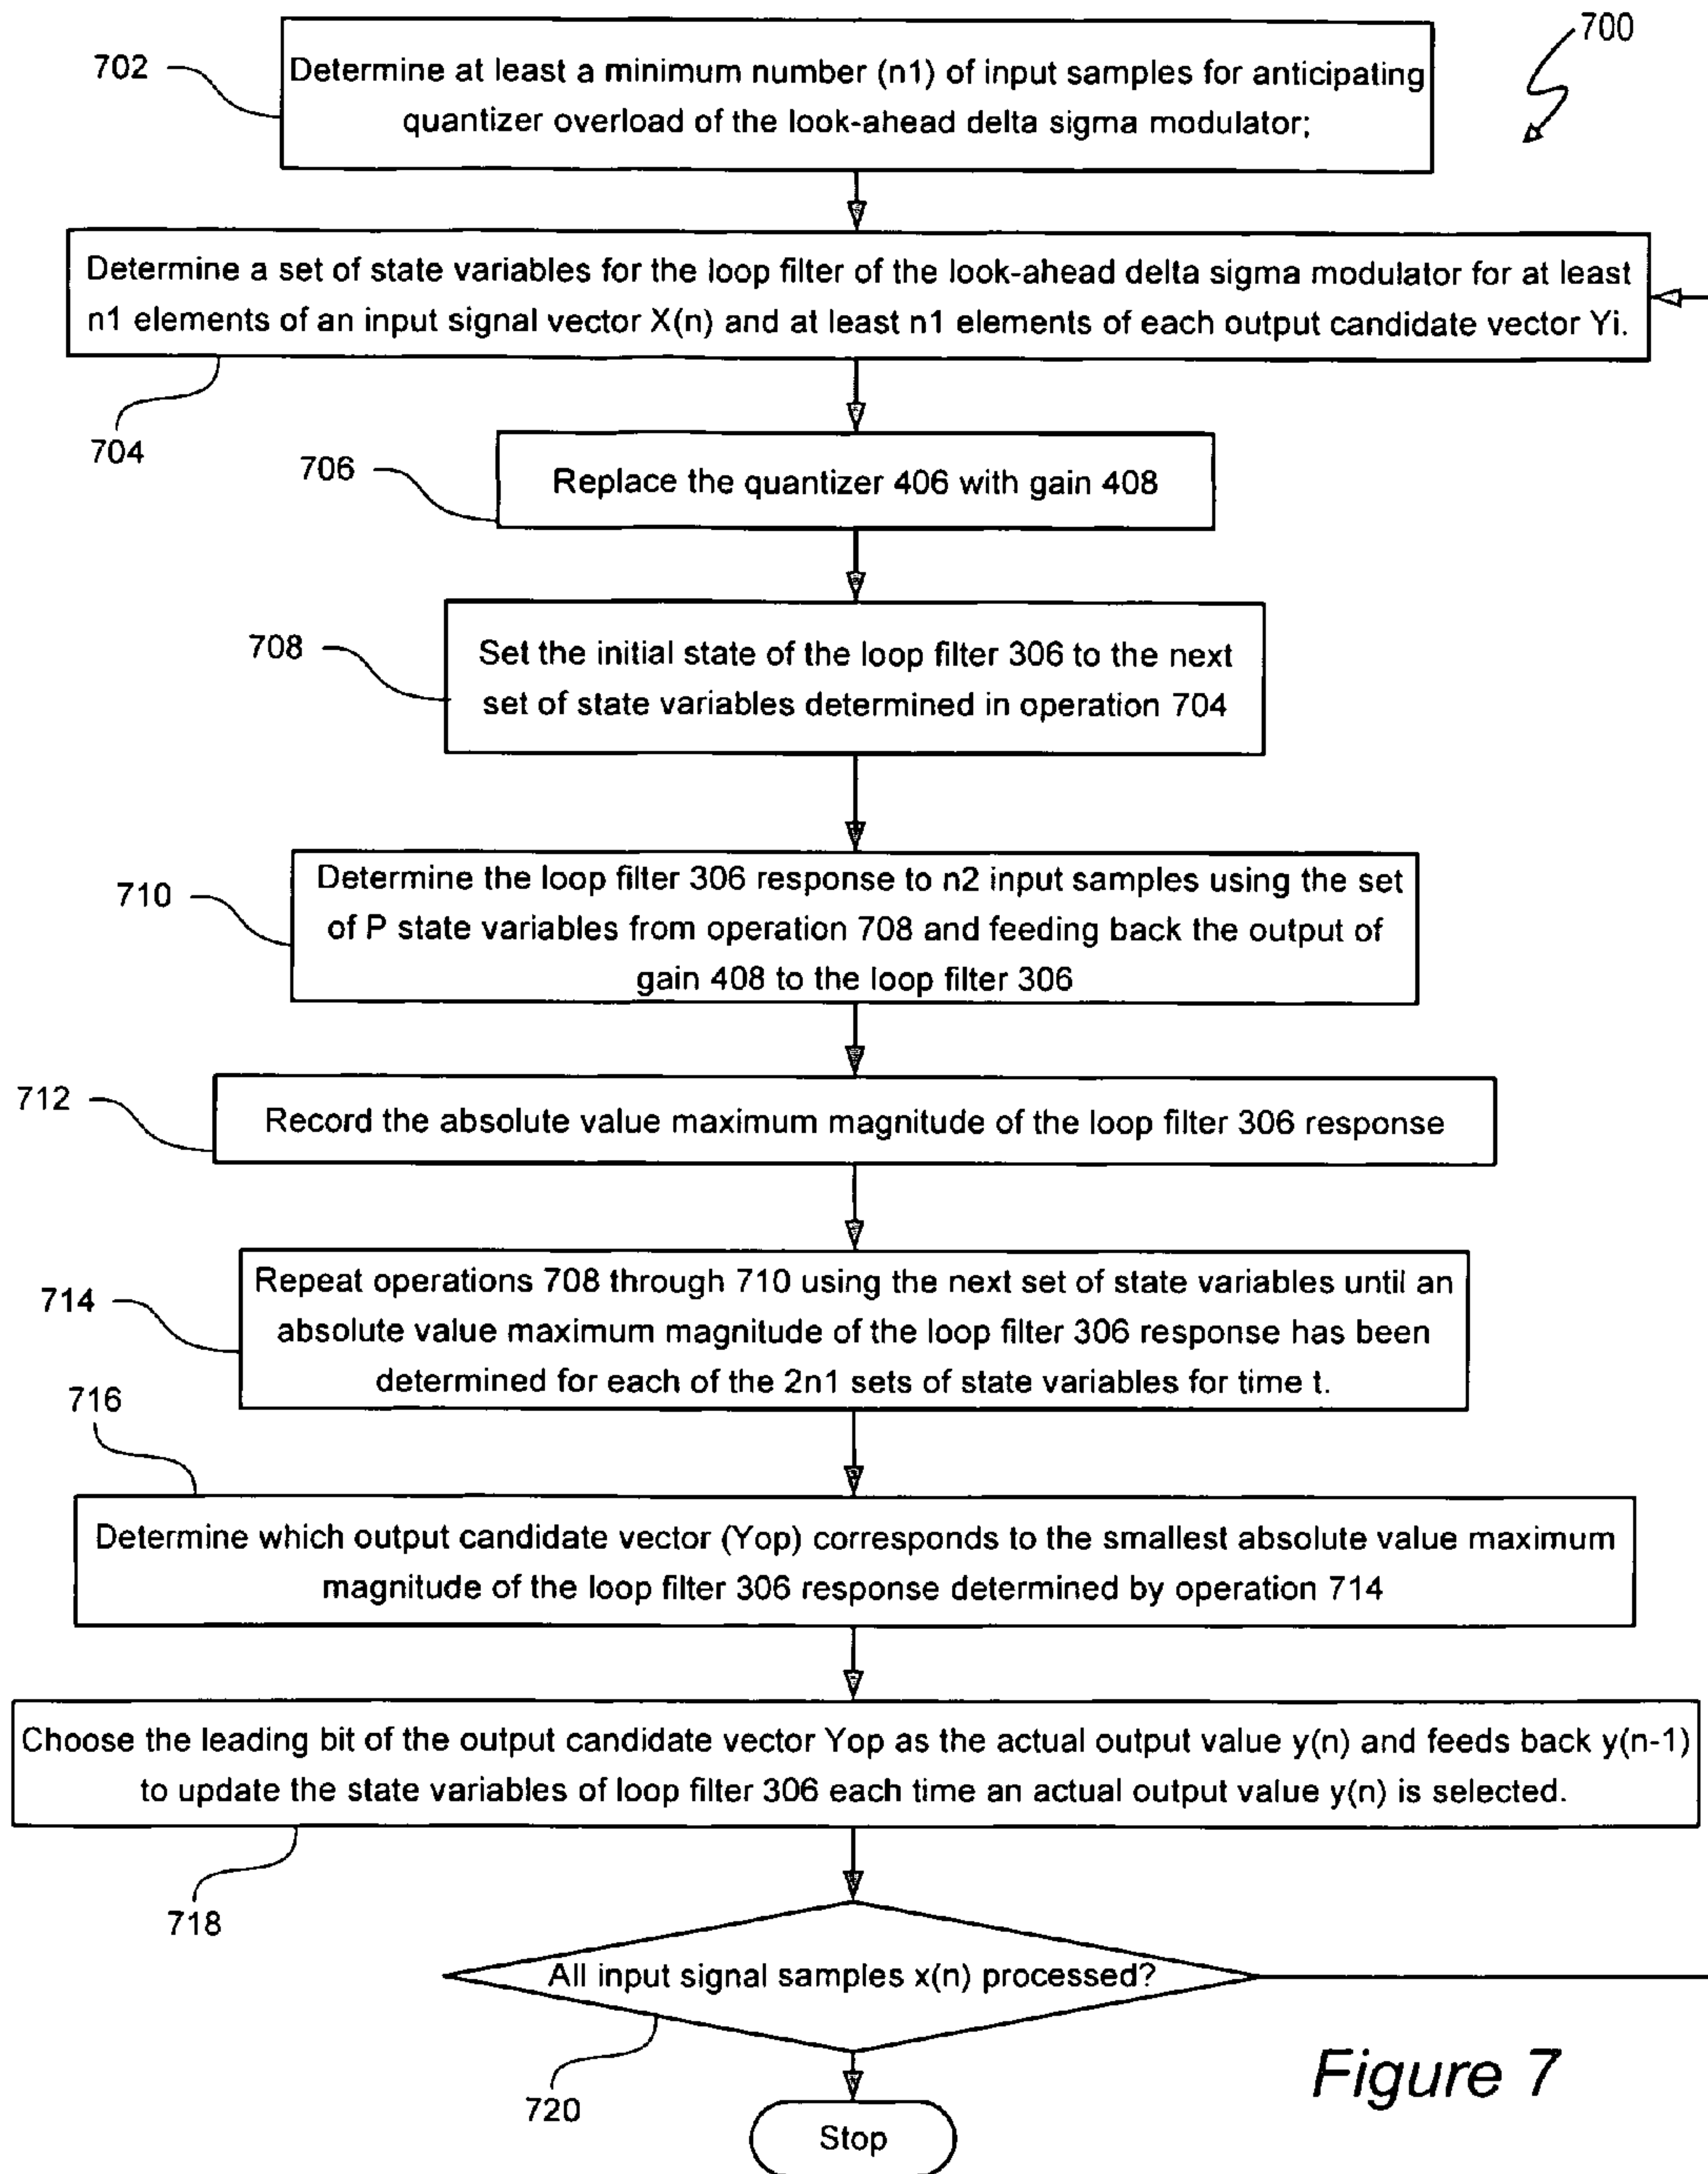 700
702
Determine at least a minimum number (n1) of input samples for anticipating
quantizer overload of the look-ahead delta sigma modulator;
Determine a set of state variables for the loop filter of the look-ahead delta sigma modulator for at least
n1 elements of an input signal vector X(n) and at least n1 elements of each output candidate vector Yi.
704
706
Replace the quantizer 406 with gain 408
708
Set the initial state of the loop filter 306 to the next
set of state variables determined in operation 704
710
Determine the loop filter 306 response to n2 input samples using the set
of P state variables from operation 708 and feeding back the output of
gain 408 to the loop filter 306
712
Record the absolute value maximum magnitude of the loop filter 306 response
714
Repeat operations 708 through 710 using the next set of state variables until an
absolute value maximum magnitude of the loop filter 306 response has been
determined for each of the 2n1 sets of state variables for time t.
716
Determine which output candidate vector (Yop) corresponds to the smallest absolute value maximum
magnitude of the loop filter 306 response determined by operation 714
Choose the leading bit of the output candidate vector Yop as the actual output value y(n) and feeds back y(n-1)
to update the state variables of loop filter 306 each time an actual output value y(n) is selected.
718
All input signal samples x(n) processed?
720
Stop
Figure 7